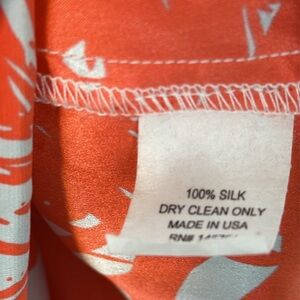 100% SILK
DRY CLEAN ONLY
MADE IN USA
RN#